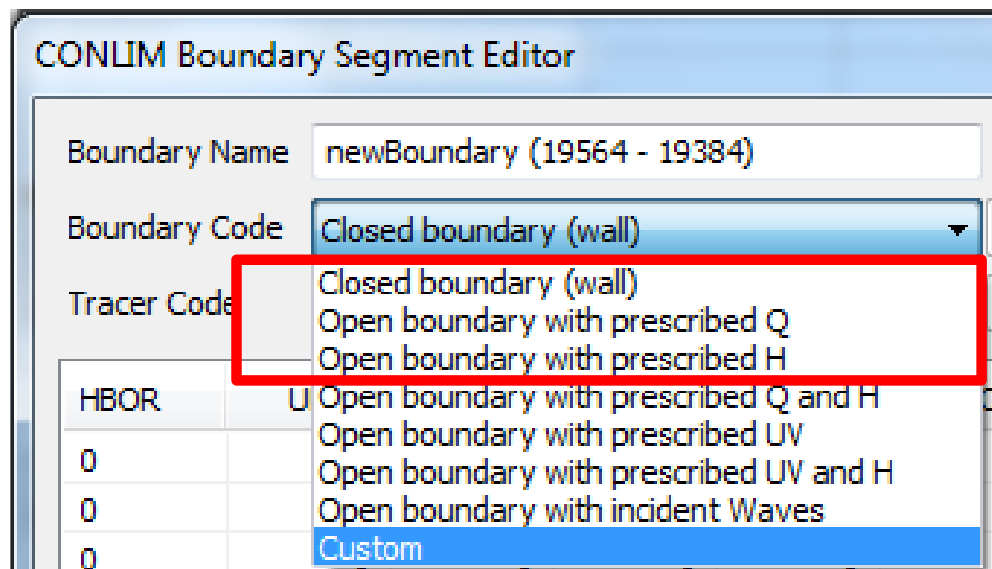 CONLIM Boundary Segment Editor
Boundary Name newBoundary (19564 - 19384)
Boundary Code Closed boundary (wall)
Closed boundary (wall)
Tracer Code
Open boundary with prescribed Q
Open boundary with prescribed H
HBOR U Open boundary with prescribed Q and H
Open boundary with prescribed UV
0
Open boundary with prescribed UV and H
0
Open boundary with incident Waves
0
Custom